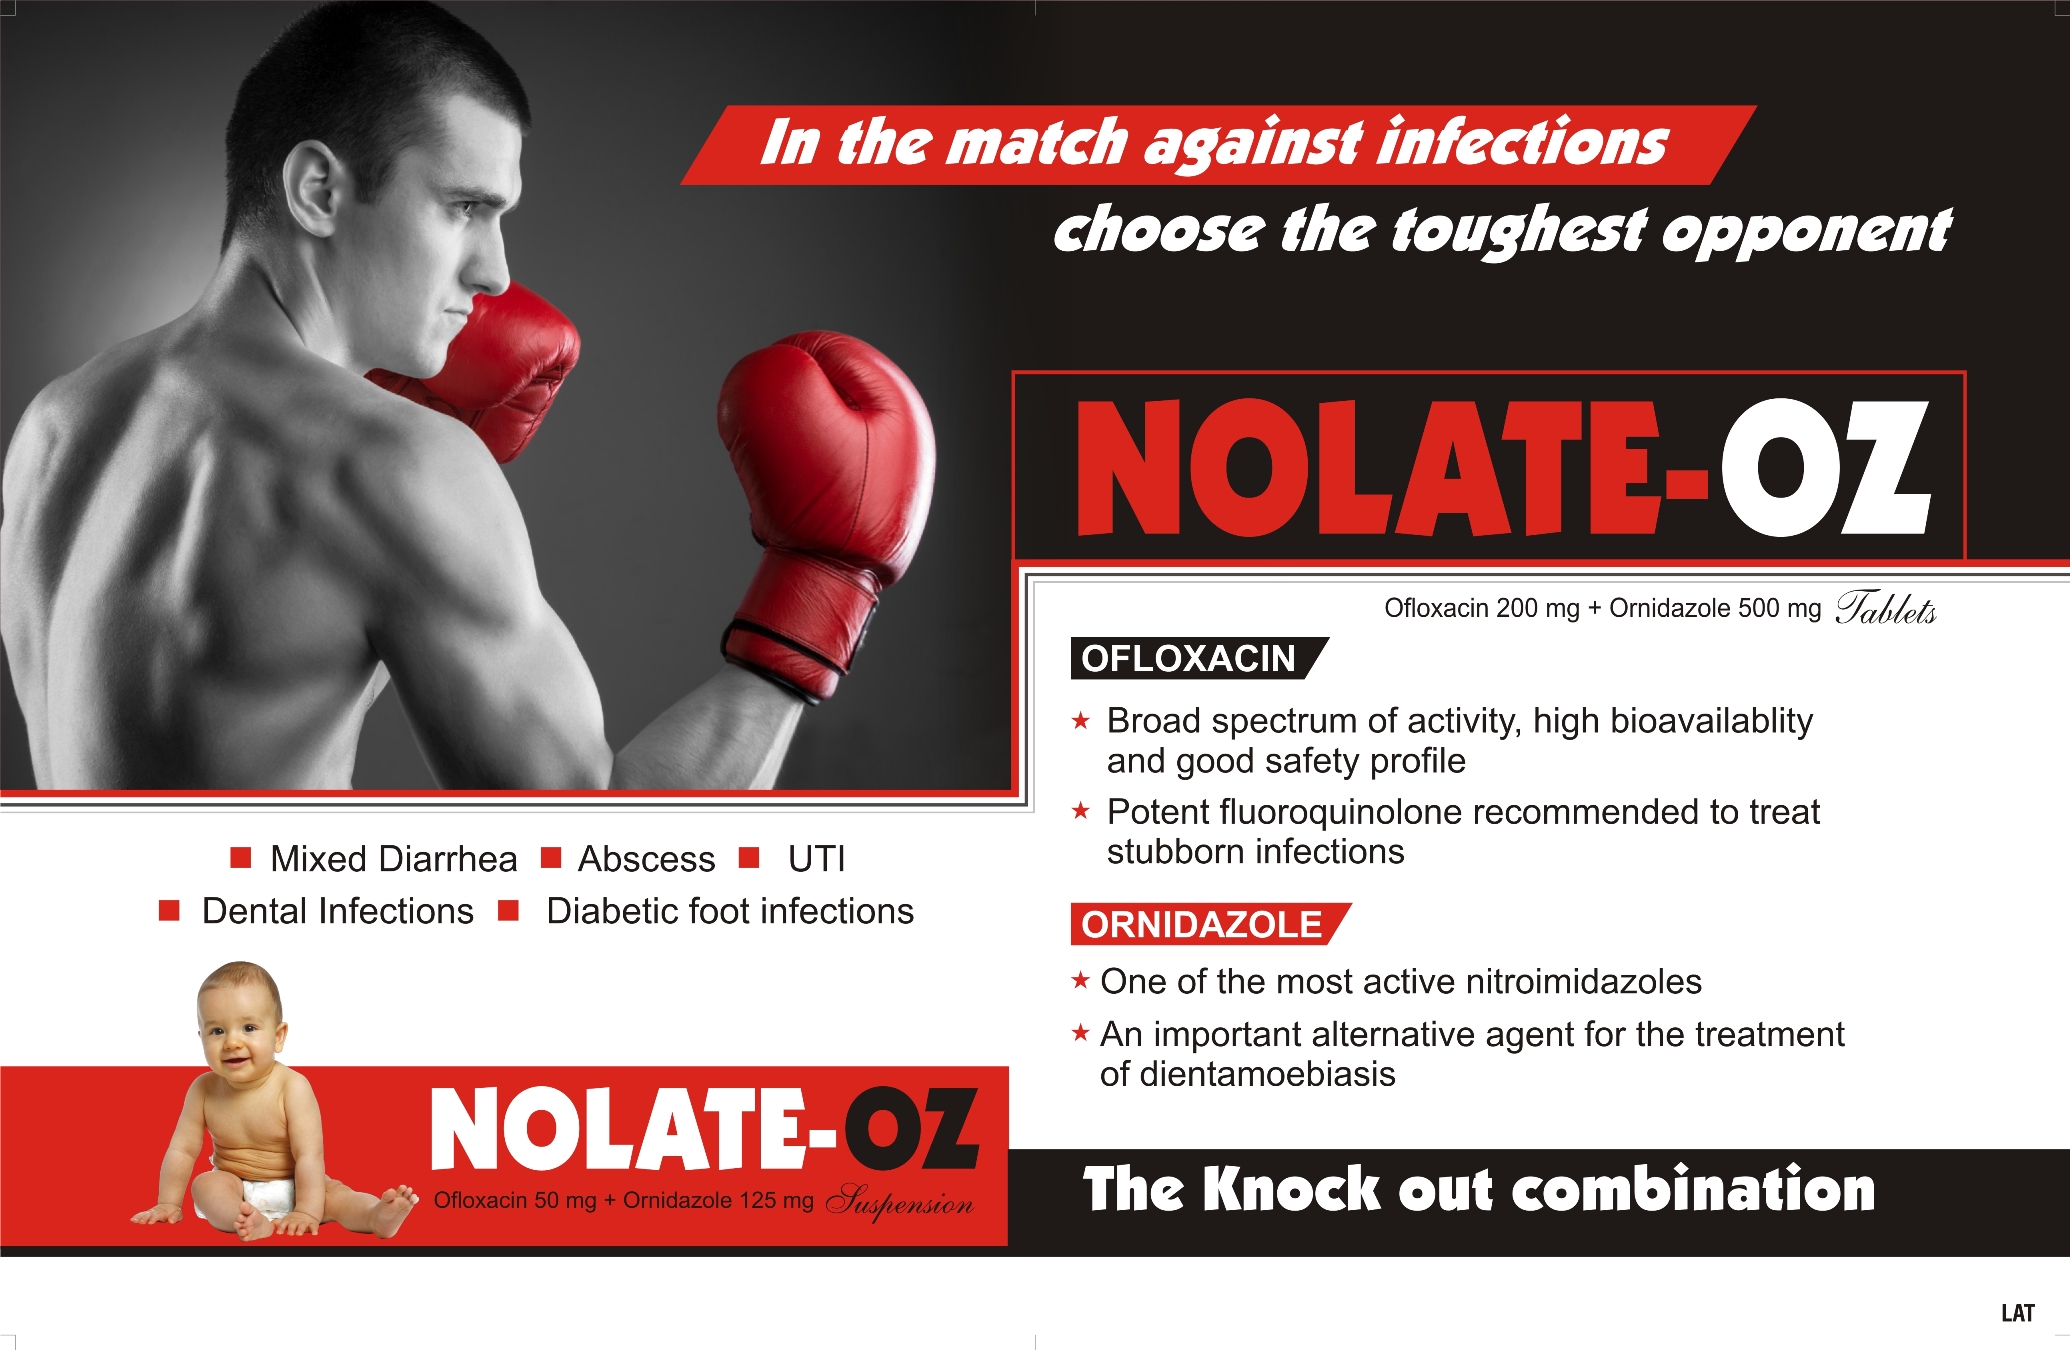 In the match against infections
choose the toughest opponent
NOLATE-OZ
Ofloxacin 200 mg + Ornidazole 500 mg Tablets
OFLOXACIN
★ Broad spectrum of activity, high bioavailablity
and good safety profile
★ Potent fluoroquinolone recommended to treat
stubborn infections
ORNIDAZOLE
★ One of the most active nitroimidazoles
★ An important alternative agent for the treatment
of dientamoebiasis
The Knock out combination
■ Mixed Diarrhea ■ Abscess ■ UTI
■ Dental Infections ■ Diabetic foot infections
NOLATE-OZ
Ofloxacin 50 mg + Ornidazole 125 mg Suspension
LAT